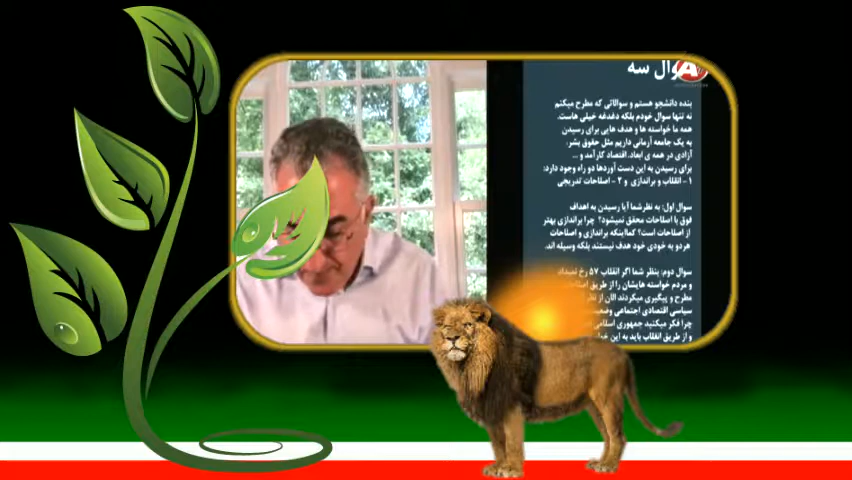 سوال سه
بنده دانشجو هستم و سوالاتی که مطرح میکنم
نه تنها سوال خودم بلکه دغدغه خیلی هاست.
همه ما خواسته ها و هدف هایی برای رسیدن
به یک جامعه آرمانی داریم مثل حقوق بشر،
آزادی در همه ی ابعاد، اقتصاد کارآمد و ...
برای رسیدن به این دست آوردها دو راه وجود دارد:
۱- انقلاب و براندازی و ۲- اصلاحات تدریجی
سوال اول: به نظر شما آیا رسیدن به اهداف
فوق با اصلاحات محقق نمیشود؟ چرا براندازی بهتر
از اصلاحات است؟ کمااینکه براندازی و اصلاحات
هردو به خودی خود هدف نیستند بلکه وسیله اند.
سوال دوم: بنظر شما اگر انقلاب ۵۷ رخ نمیداد
و مردم خواسته هایشان را از طریق اصلاحات
مطرح و پیگیری میکردند الان از نظر
سیاسی اقتصادی اجتماعی
چرا فکر میکنید جمهوری اسلامی
و از طریق انقلاب باید به این